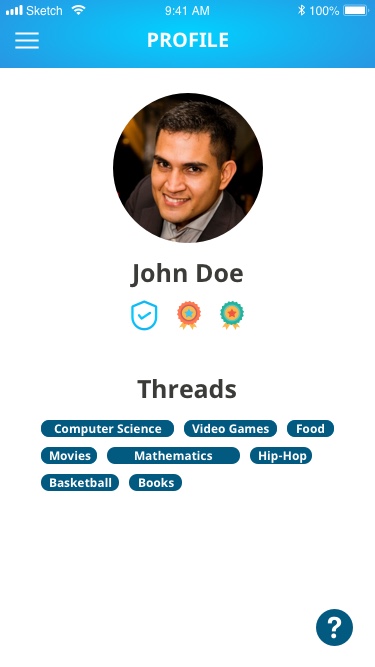 Sketch 9:41 AM 100%
PROFILE
John Doe
Threads
Computer Science Video Games Food
Movies Mathematics Hip-Hop
Basketball Books
?